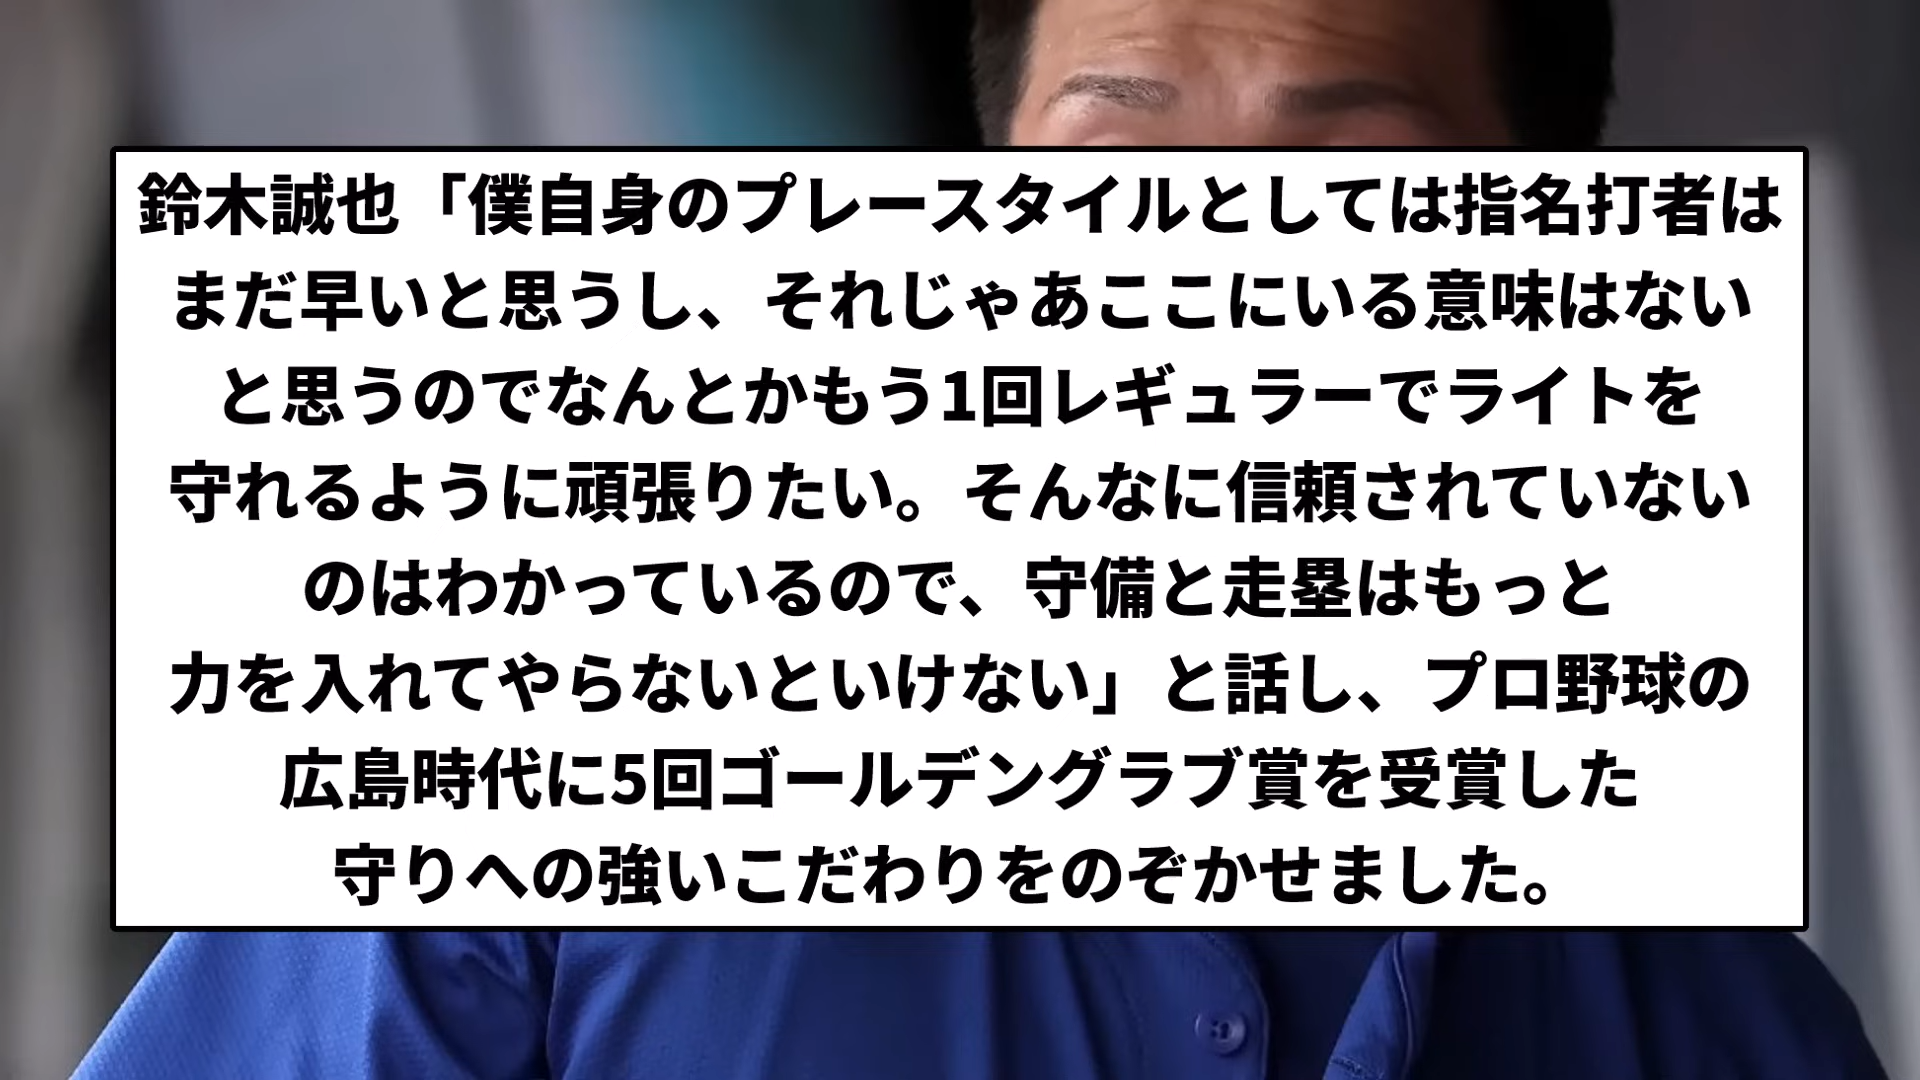 鈴木誠也「僕自身のプレースタイルとしては指名打者は
まだ早いと思うし、それじゃあここにいる意味はない
と思うのでなんとかもう1回レギュラーでライトを
守れるように頑張りたい。そんなに信頼されていない
のはわかっているので、守備と走塁はもっと
力を入れてやらないといけない」と話し、プロ野球の
広島時代に5回ゴールデングラブ賞を受賞した
守りへの強いこだわりをのぞかせました。